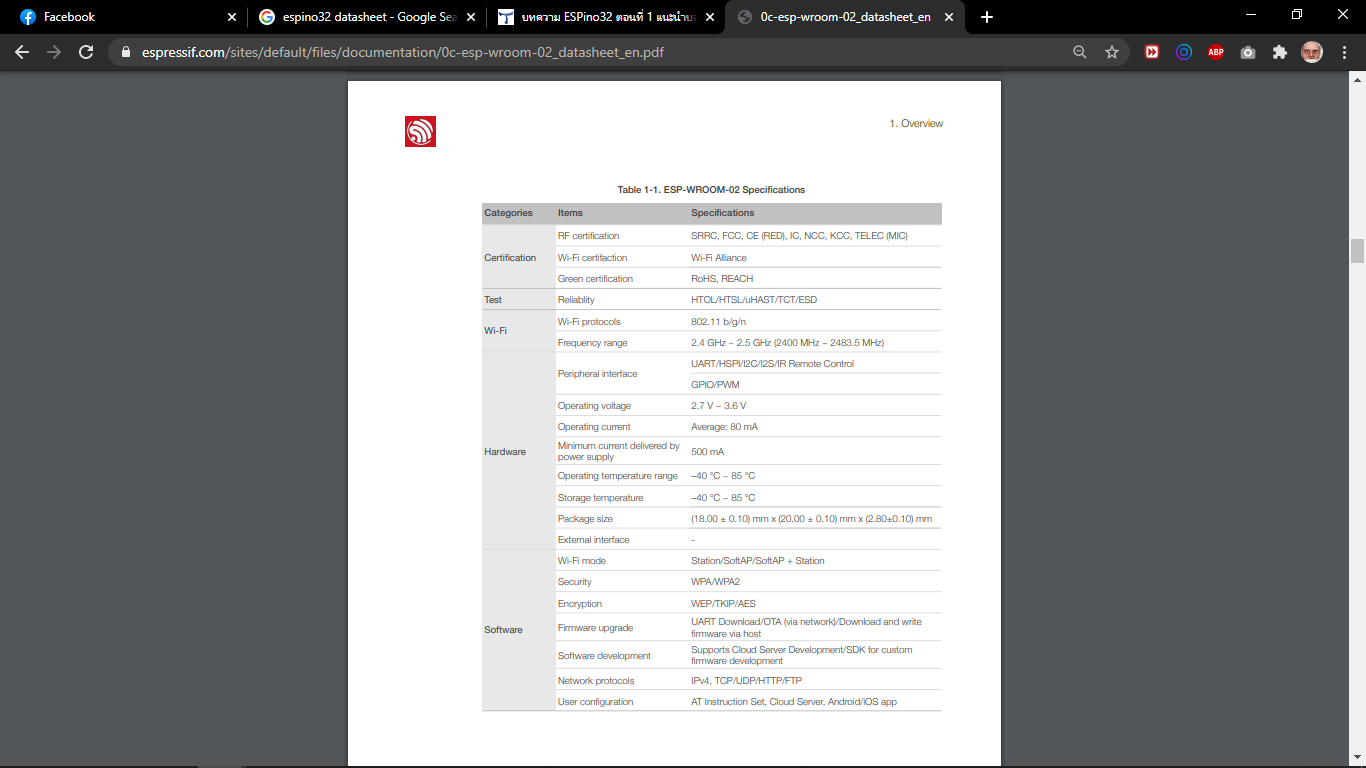 Facebook
espino32 datasheet - Google Sea
บทความ ESPino32 ตอนที่ 1 แนะนำบ
0c-esp-wroom-02_datasheet_en
espressif.com/sites/default/files/documentation/0c-esp-wroom-02_datasheet_en.pdf
ABP
1. Overview
Table 1-1. ESP-WROOM-02 Specifications
Categories Items Specifications
Certification
RF certification SRRC, FCC, CE (RED), IC, NCC, KCC, TELEC (MIC)
Wi-Fi certifaction Wi-Fi Alliance
Green certification RoHS, REACH
Test Reliablity HTOL/HTSL/uHAST/TCT/ESD
Wi-Fi
Wi-Fi protocols 802.11 b/g/n
Frequency range 2.4 GHz ~ 2.5 GHz (2400 MHz ~ 2483.5 MHz)
Hardware
Peripheral interface
UART/HSPI/I2C/I2S/IR Remote Control
GPIO/PWM
Operating voltage 2.7 V ~ 3.6 V
Operating current Average: 80 mA
Minimum current delivered by
power supply
500 mA
Operating temperature range –40 °C ~ 85 °C
Storage temperature –40 °C ~ 85 °C
Package size (18.00 ± 0.10) mm x (20.00 ± 0.10) mm x (2.80±0.10) mm
External interface -
Software
Wi-Fi mode Station/SoftAP/SoftAP + Station
Security WPA/WPA2
Encryption WEP/TKIP/AES
Firmware upgrade
UART Download/OTA (via network)/Download and write
firmware via host
Software development
Supports Cloud Server Development/SDK for custom
firmware development
Network protocols IPv4, TCP/UDP/HTTP/FTP
User configuration AT Instruction Set, Cloud Server, Android/iOS app